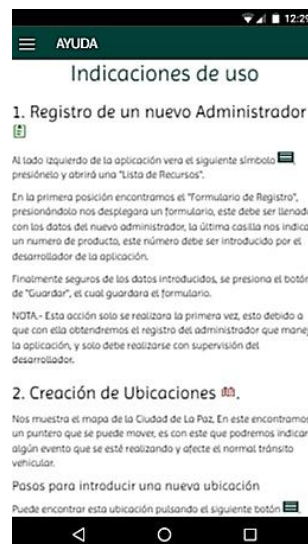 12:29
AYUDA
Indicaciones de uso
1. Registro de un nuevo Administrador
Al lado izquierdo de la aplicación vera el siguiente símbolo
presiónelo y abrirá una "Lista de Recursos".
En la primera posición encontramos el "Formulario de Registro",
presionándolo nos desplegara un formulario, este debe ser llenado
con los datos del nuevo administrador, la última casilla nos indica
un numero de producto, este número debe ser introducido por el
desarrollador de la aplicación.
Finalmente seguros de los datos introducidos, se presiona el botón
de "Guardar", el cual guardara el formulario.
NOTA.- Esta acción solo se realizara la primera vez, esto debido a
que con ella obtendremos el registro del administrador que manej
la aplicación, y solo debe realizarse con supervisión del
desarrollador.
2. Creación de Ubicaciones .
Nos muestra el mapa de la Ciudad de La Paz, En este encontramos
un puntero que se puede mover, es con este que podremos indicar
algún evento que se esté realizando y afecte el normal tránsito
vehicular.
Pasos para introducir una nueva ubicación
Puede encontrar esta ubicación pulsando el siguiente botón